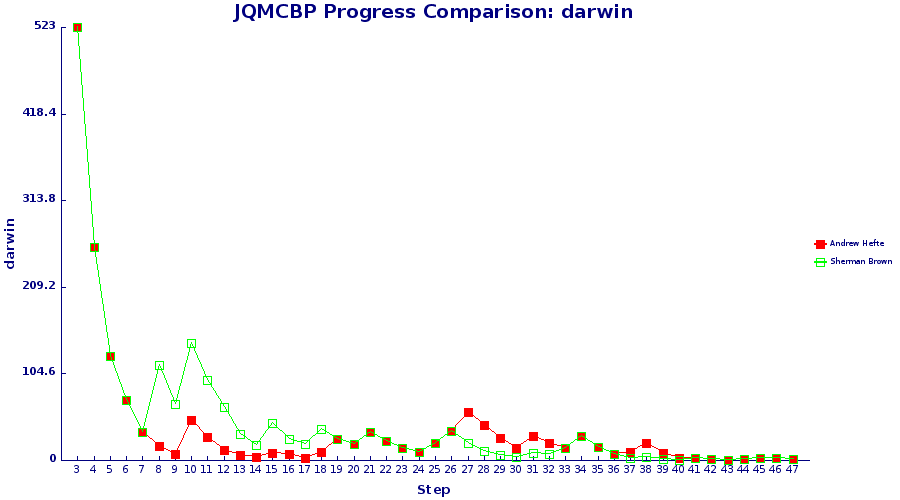 JQMCBP Progress Comparison: darwin
523
418.4
313.8
209.2
104.6
0
darwin
3 4 5 6 7 8 9 10 11 12 13 14 15 16 17 18 19 20 21 22 23 24 25 26 27 28 29 30 31 32 33 34 35 36 37 38 39 40 41 42 43 44 45 46 47
Step
Andrew Hefte
Sherman Brown